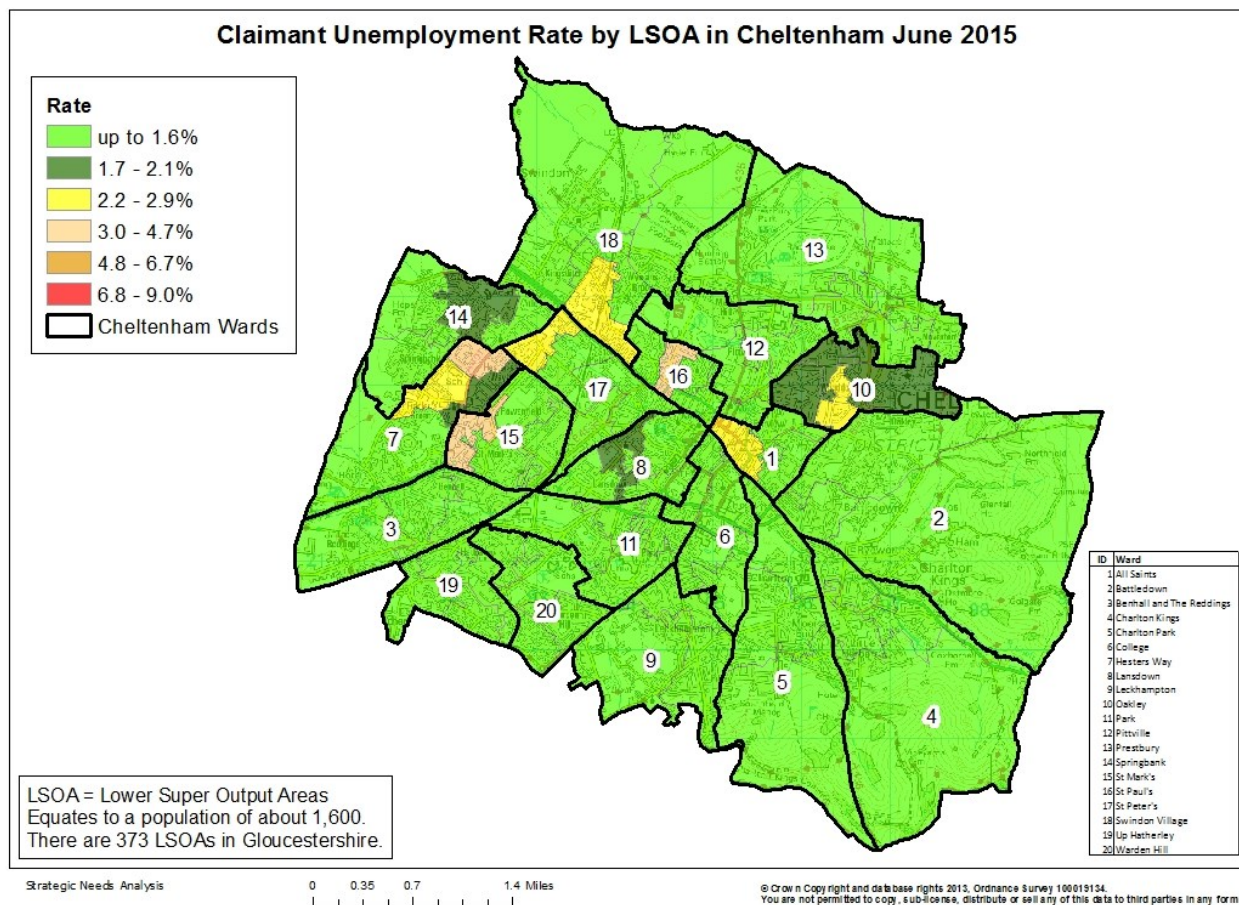 Claimant Unemployment Rate by LSOA in Cheltenham June 2015
Rate
up to 1.6%
1.7 - 2.1%
2.2 - 2.9%
3.0 - 4.7%
4.8 - 6.7%
6.8 - 9.0%
Cheltenham Wards
Swindon
18
13
14
12
16
10
17
7
15
8
1
2
3
6
Charlton
Kings
11
19
20
9
5
4
ID Ward
1 All Saints
2 Battledown
3 Benhall and The Reddings
4 Charlton Kings
5 Charlton Park
6 College
7 Hesters Way
8 Lansdown
9 Leckhampton
10 Oakley
11 Park
12 Pittville
13 Prestbury
14 Springbank
15 St Mark's
16 St Paul's
17 St Peter's
18 Swindon Village
19 Up Hatherley
20 Warden Hill
LSOA = Lower Super Output Areas
Equates to a population of about 1,600.
There are 373 LSOAs in Gloucestershire.
Strategic Needs Analysis
0 0.35 0.7 1.4 Miles
© Crown Copyright and database rights 2013, Ordnance Survey 100019134.
You are not permitted to copy, sub-license, distribute or sell any of this data to third parties in any form